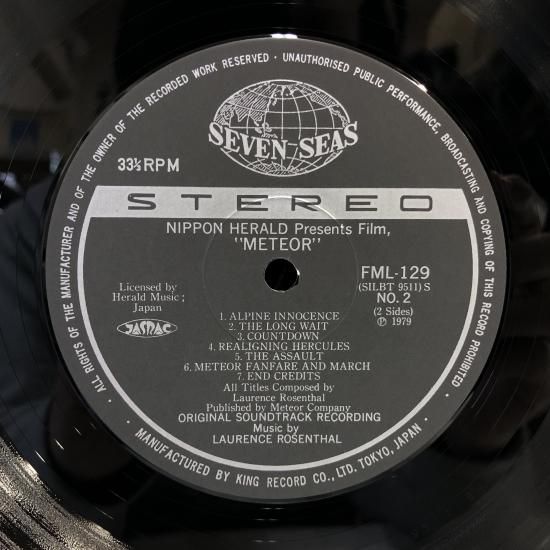 · ALL RIGHTS OF THE MANUFACTURER AND OF THE OWNER OF THE RECORDED WORK RESERVED · UNAUTHORISED PUBLIC PERFORMANCE, BROADCASTING AND COPYING OF THIS RECORD PROHIBITED ·
SEVEN SEAS
33⅓ RPM
STEREO
NIPPON HERALD Presents Film,
"METEOR"
Licensed by
Herald Music;
Japan
JASRAC
FML-129
(SILBT 9511) S
NO. 2
(2 Sides)
Ⓟ 1979
1. ALPINE INNOCENCE
2. THE LONG WAIT
3. COUNTDOWN
4. REALIGNING HERCULES
5. THE ASSAULT
6. METEOR FANFARE AND MARCH
7. END CREDITS
All Titles Composed by
Laurence Rosenthal
Published by Meteor Company
ORIGINAL SOUNDTRACK RECORDING
Music by
LAURENCE ROSENTHAL
· MANUFACTURED BY KING RECORD CO., LTD. TOKYO, JAPAN ·